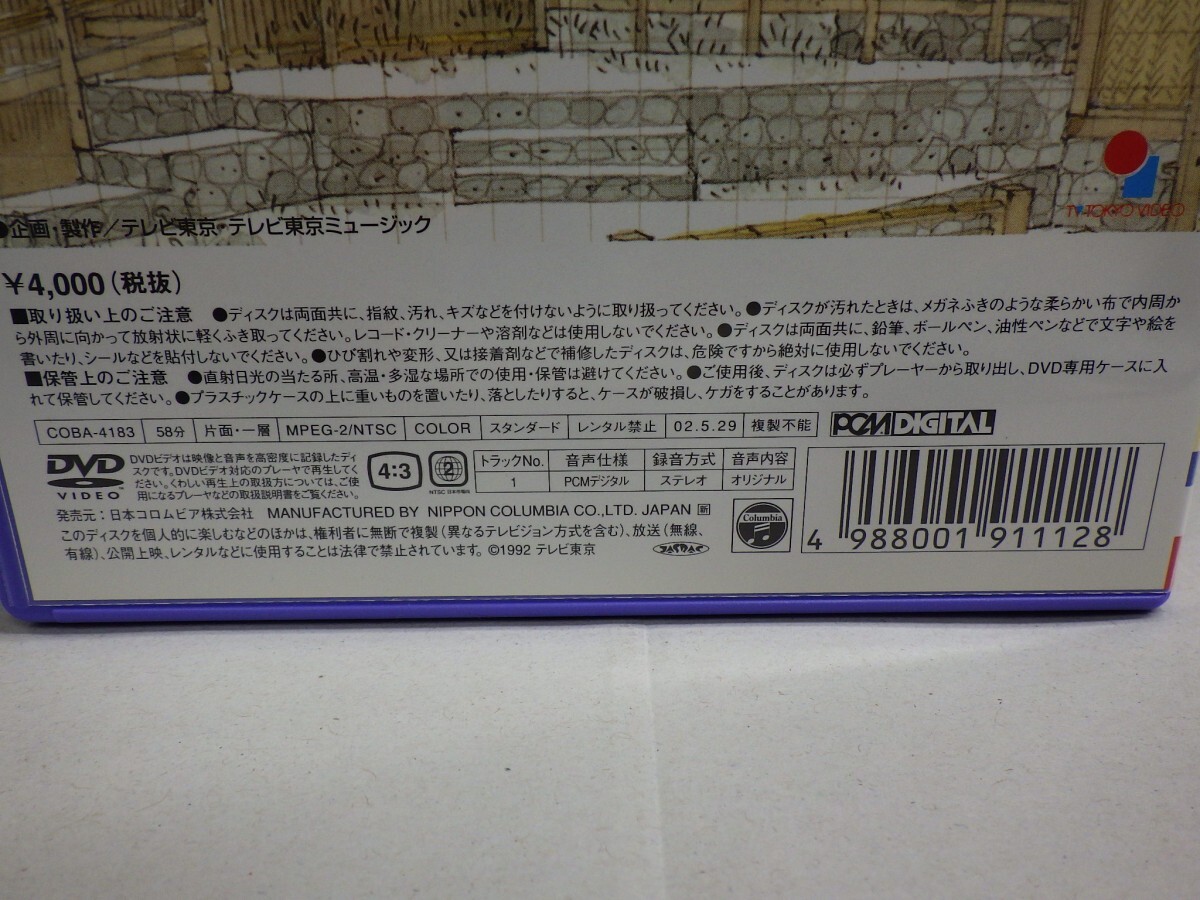 TV TOKYO VIDEO
●企画・製作／テレビ東京・テレビ東京ミュージック
¥4,000（税抜）
■取り扱い上のご注意 ●ディスクは両面共に、指紋、汚れ、キズなどを付けないように取り扱ってください。●ディスクが汚れたときは、メガネふきのような柔らかい布で内周か
ら外周に向かって放射状に軽くふき取ってください。レコード・クリーナーや溶剤などは使用しないでください。●ディスクは両面共に、鉛筆、ボールペン、油性ペンなどで文字や絵を
書いたり、シールなどを貼付しないでください。●ひび割れや変形、又は接着剤などで補修したディスクは、危険ですから絶対に使用しないでください。
■保管上のご注意 ●直射日光の当たる所、高温・多湿な場所での使用・保管は避けてください。●ご使用後、ディスクは必ずプレーヤーから取り出し、DVD専用ケースに入
れて保管してください。●プラスチックケースの上に重いものを置いたり、落としたりすると、ケースが破損し、ケガをすることがあります。
COBA-4183 58分 片面・一層 MPEG-2/NTSC COLOR スタンダード レンタル禁止 02.5.29 複製不能 PCM DIGITAL
DVD VIDEO
DVDビデオは映像と音声を高密度に記録したディ
スクです。DVDビデオ対応のプレーヤで再生してく
ださい。くわしい再生上の取扱方については、ご使
用になるプレーヤなどの取扱説明書をご覧ください。
4:3
2
NTSC 日本市場向
トラックNo. 音声仕様 録音方式 音声内容
1 PCMデジタル ステレオ オリジナル
発売元：日本コロムビア株式会社 MANUFACTURED BY NIPPON COLUMBIA CO.,LTD. JAPAN 新
このディスクを個人的に楽しむなどのほかは、権利者に無断で複製（異なるテレビジョン方式を含む）、放送（無線、
有線）、公開上映、レンタルなどに使用することは法律で禁止されています。©1992 テレビ東京
JASRAC
Columbia
4 988001 911128